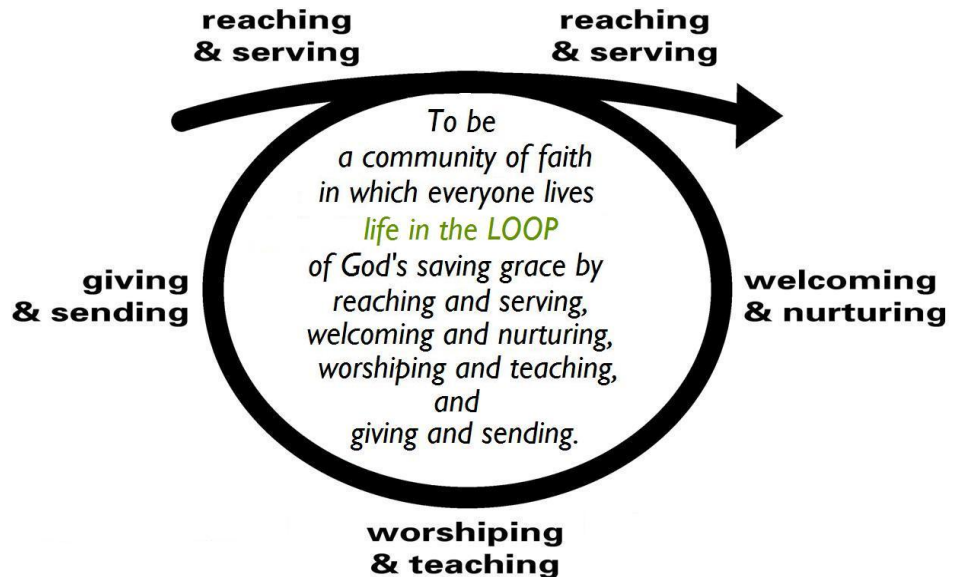 reaching
& serving
reaching
& serving
To be
a community of faith
in which everyone lives
life in the LOOP
of God's saving grace by
reaching and serving,
welcoming and nurturing,
worshiping and teaching,
and
giving and sending.
giving
& sending
welcoming
& nurturing
worshiping
& teaching